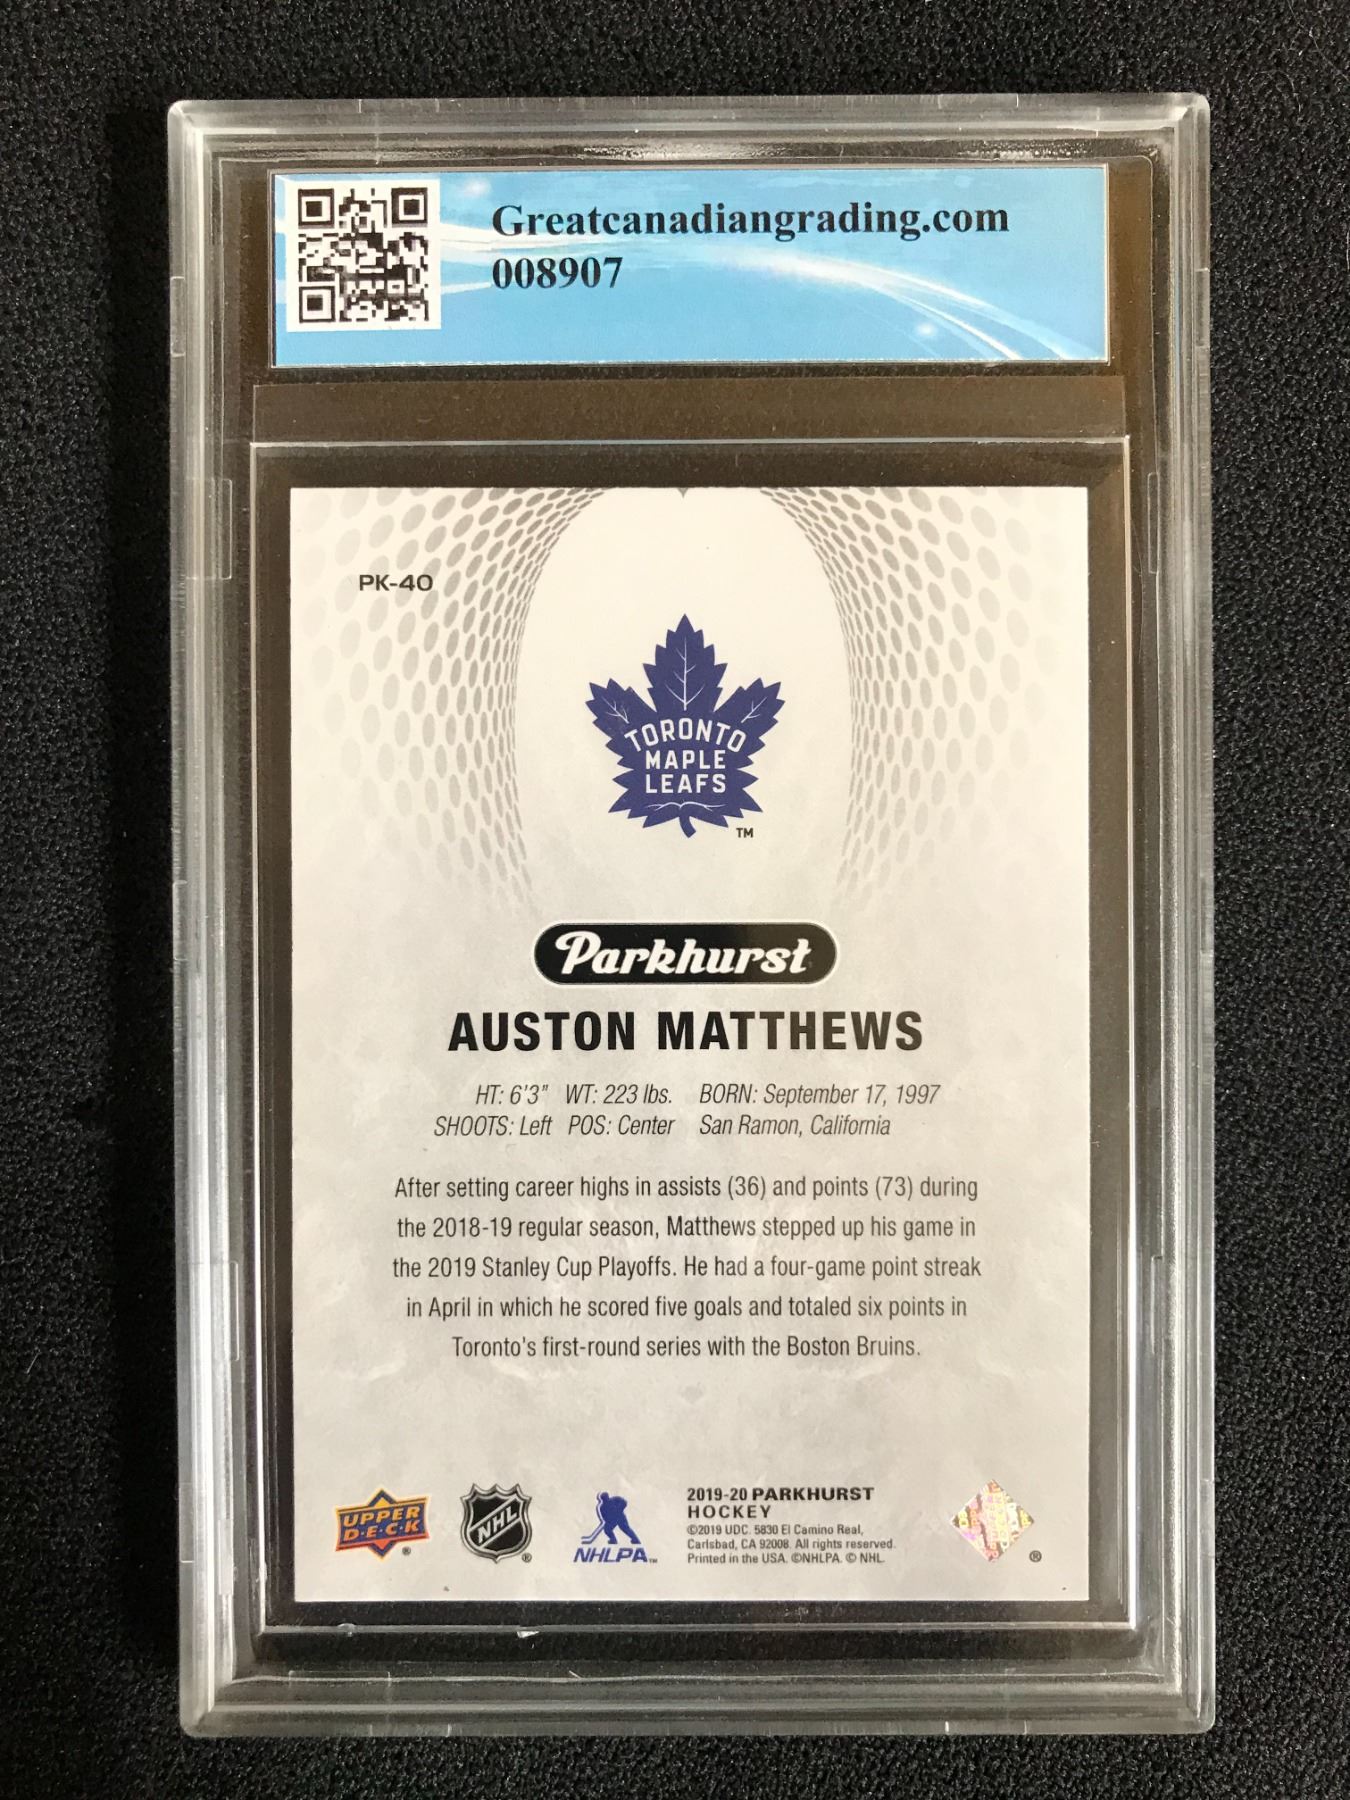 Greatcanadiangrading.com
008907
PK-40
TORONTO
MAPLE
LEAFS
TM
Parkhurst
AUSTON MATTHEWS
HT: 6'3" WT: 223 lbs. BORN: September 17, 1997
SHOOTS: Left POS: Center San Ramon, California
After setting career highs in assists (36) and points (73) during
the 2018-19 regular season, Matthews stepped up his game in
the 2019 Stanley Cup Playoffs. He had a four-game point streak
in April in which he scored five goals and totaled six points in
Toronto's first-round series with the Boston Bruins.
UPPER
D·E·C·K
®
NHL
®
NHLPA
TM
2019-20 PARKHURST
HOCKEY
©2019 UDC. 5830 El Camino Real,
Carlsbad, CA 92008. All rights reserved.
Printed in the USA. ©NHLPA. © NHL.
®